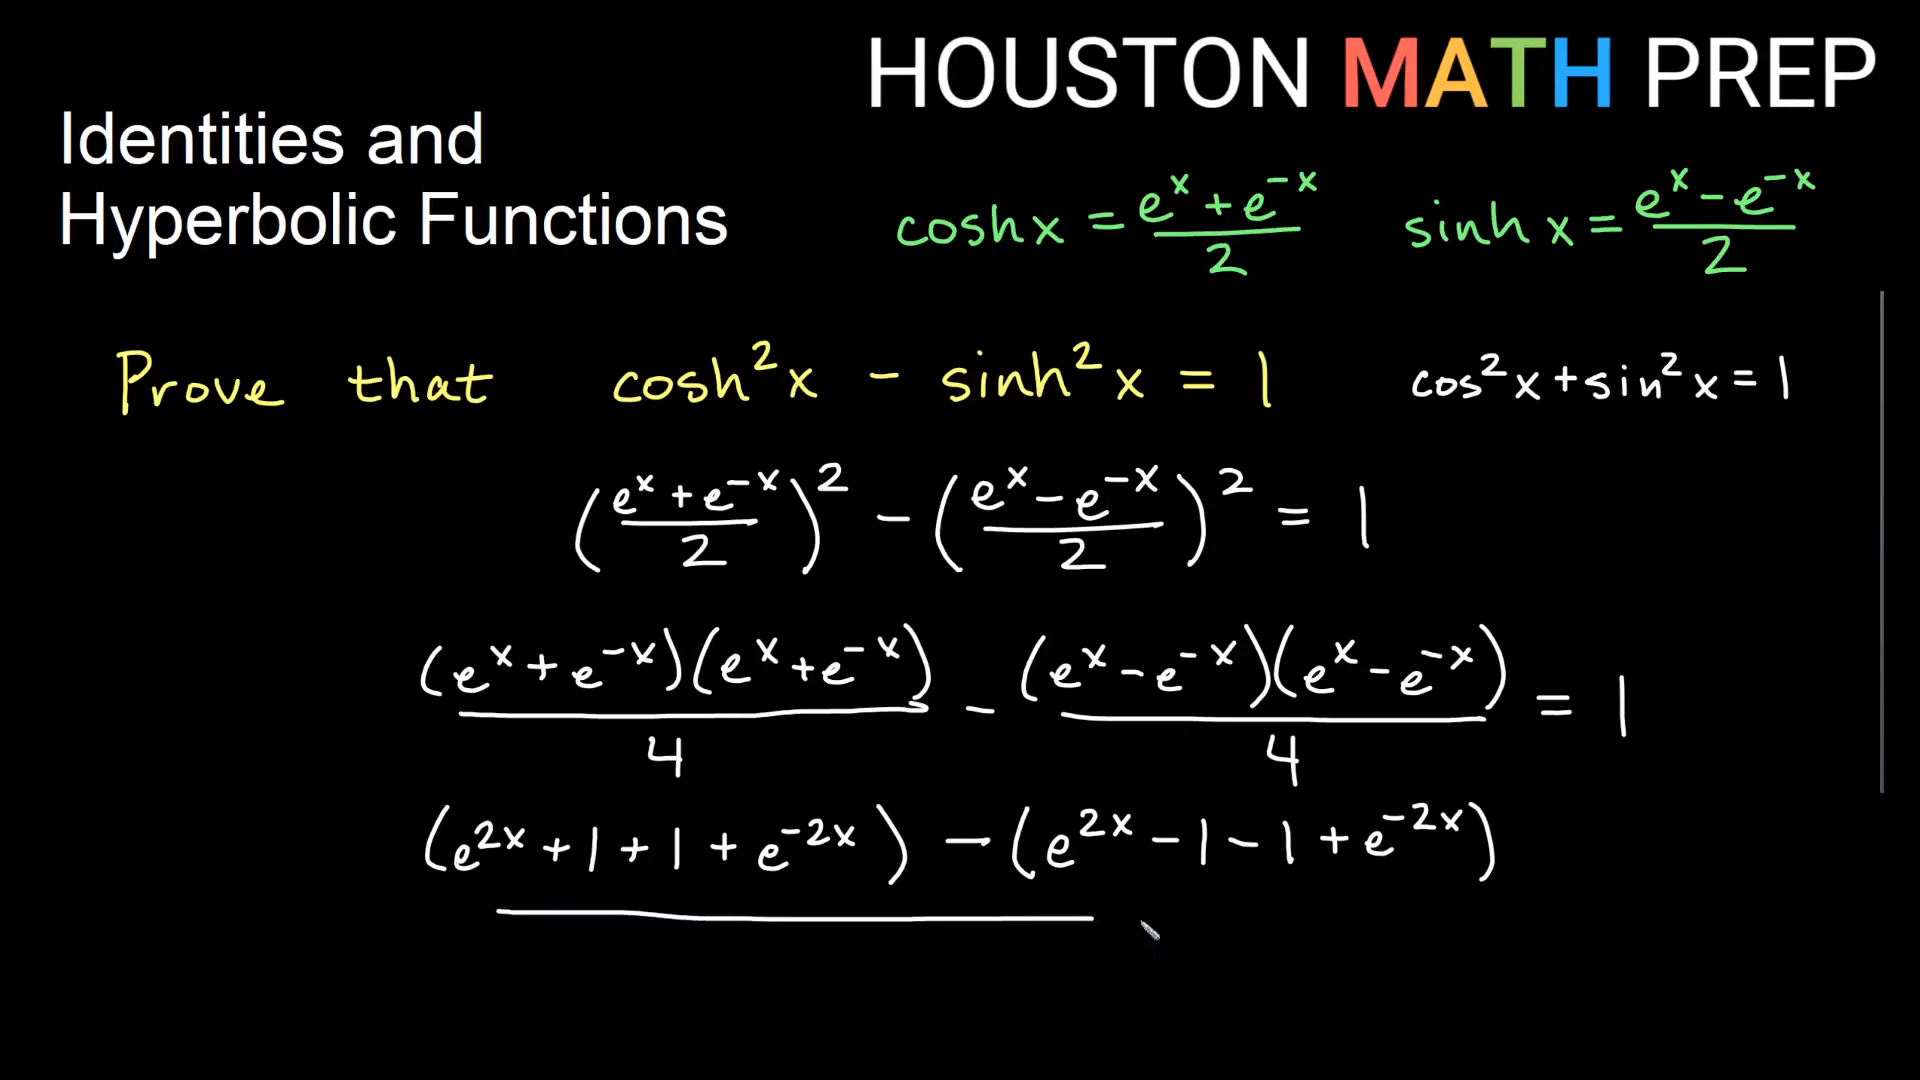 HOUSTON MATH PREP
Identities and
Hyperbolic Functions
cosh x = (e^x + e^-x)/2    sinh x = (e^x - e^-x)/2
Prove that cosh²x - sinh²x = 1    cos²x + sin²x = 1
((e^x + e^-x)/2)² - ((e^x - e^-x)/2)² = 1
(e^x + e^-x)(e^x + e^-x)/4 - (e^x - e^-x)(e^x - e^-x)/4 = 1
(e^2x + 1 + 1 + e^-2x) - (e^2x - 1 - 1 + e^-2x)